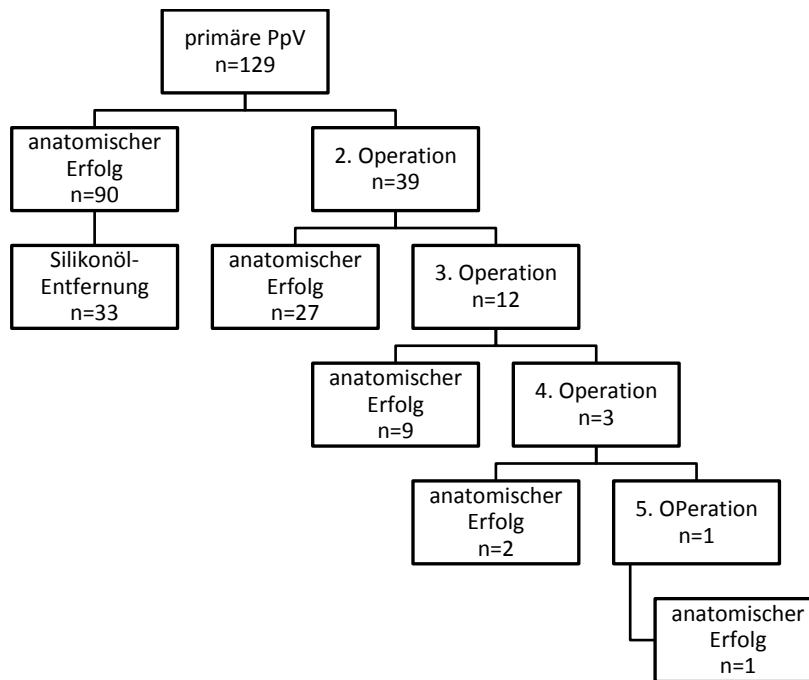 primäre PpV
n=129
anatomischer
Erfolg
n=90
2. Operation
n=39
Silikonöl-
Entfernung
n=33
anatomischer
Erfolg
n=27
3. Operation
n=12
anatomischer
Erfolg
n=9
4. Operation
n=3
anatomischer
Erfolg
n=2
5. OPeration
n=1
anatomischer
Erfolg
n=1